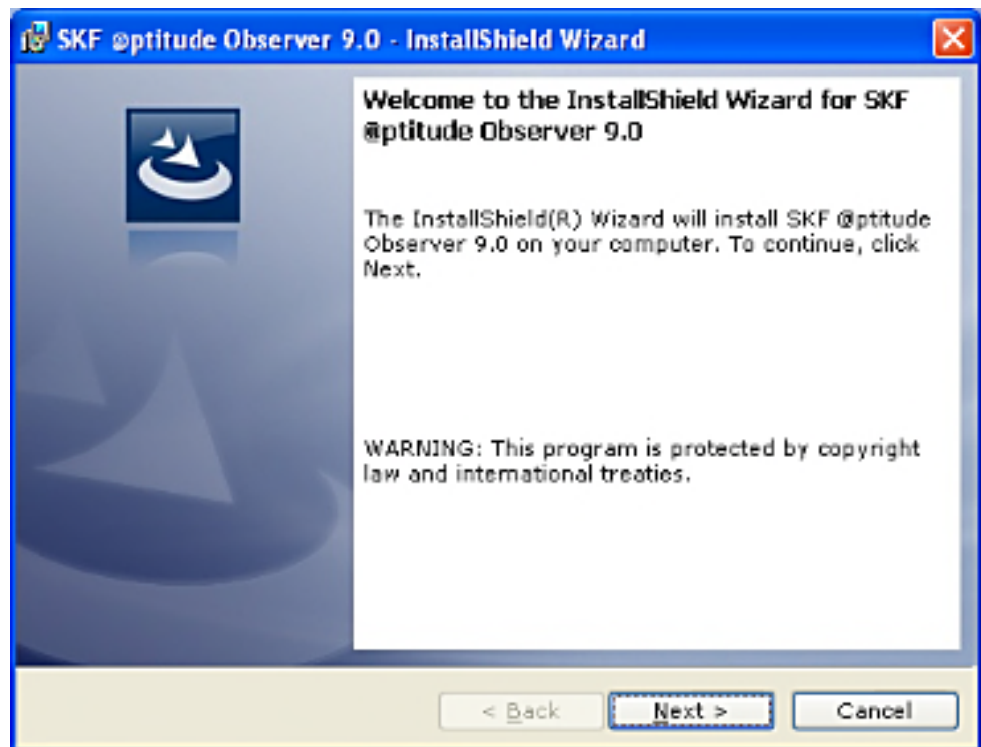 SKF @ptitude Observer 9.0 - InstallShield Wizard
Welcome to the InstallShield Wizard for SKF
@ptitude Observer 9.0
The InstallShield(R) Wizard will install SKF @ptitude
Observer 9.0 on your computer. To continue, click
Next.
WARNING: This program is protected by copyright
law and international treaties.
< Back
Next >
Cancel